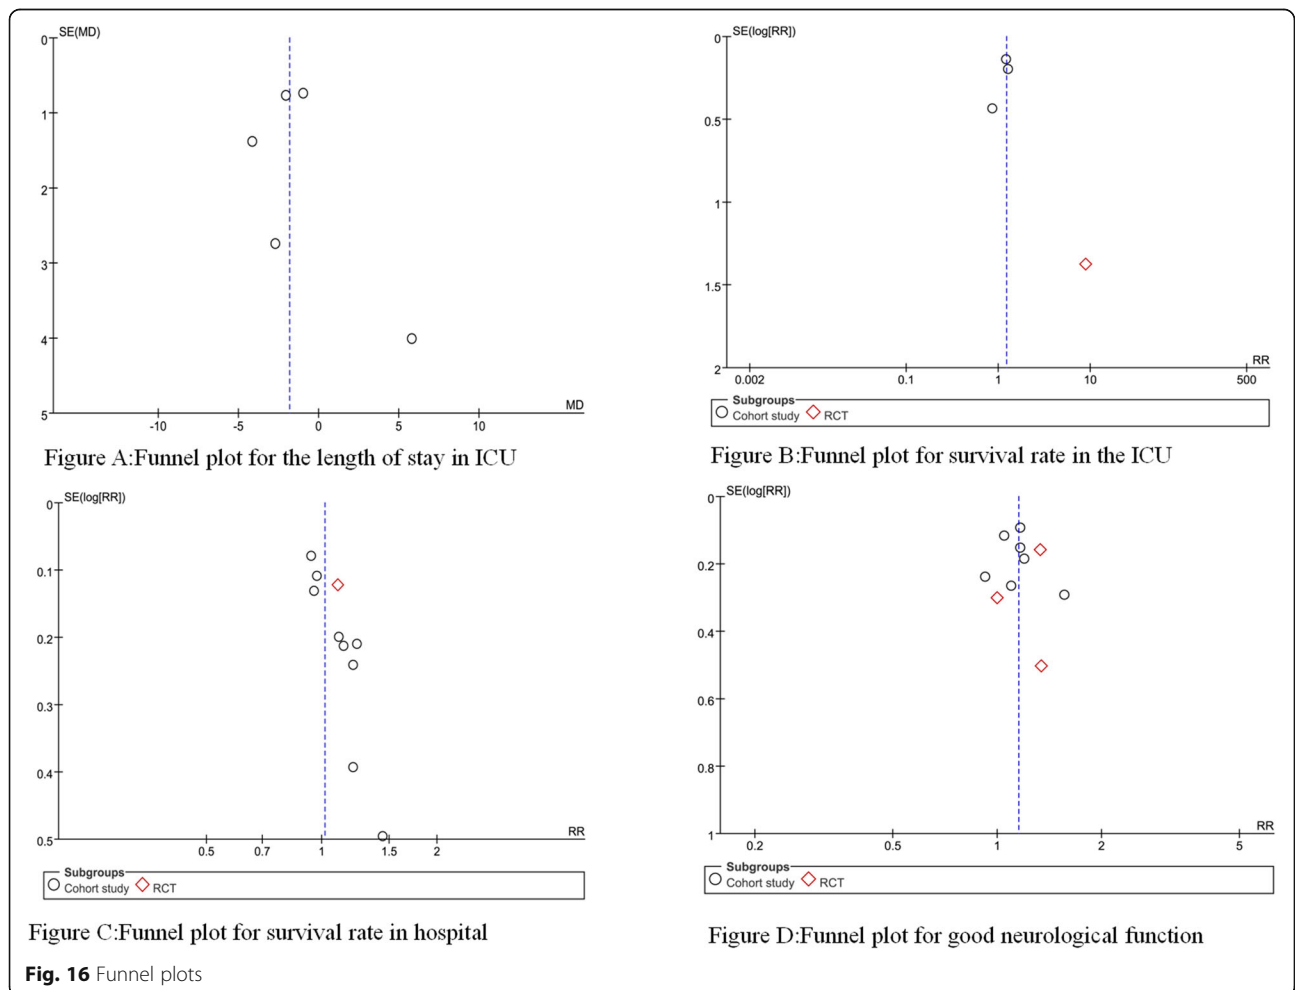 SE(MD)
0
1
2
3
4
5
-10
-5
0
5
10
MD
Figure A:Funnel plot for the length of stay in ICU
SE(log[RR])
0
0.5
1
1.5
2
0.002
0.1
1
10
500
RR
Subgroups
Cohort study
RCT
Figure B:Funnel plot for survival rate in the ICU
SE(log[RR])
0
0.1
0.2
0.3
0.4
0.5
0.5
0.7
1
1.5
2
RR
Subgroups
Cohort study
RCT
Figure C:Funnel plot for survival rate in hospital
SE(log[RR])
0
0.2
0.4
0.6
0.8
1
0.2
0.5
1
2
5
RR
Subgroups
Cohort study
RCT
Figure D:Funnel plot for good neurological function
Fig. 16 Funnel plots